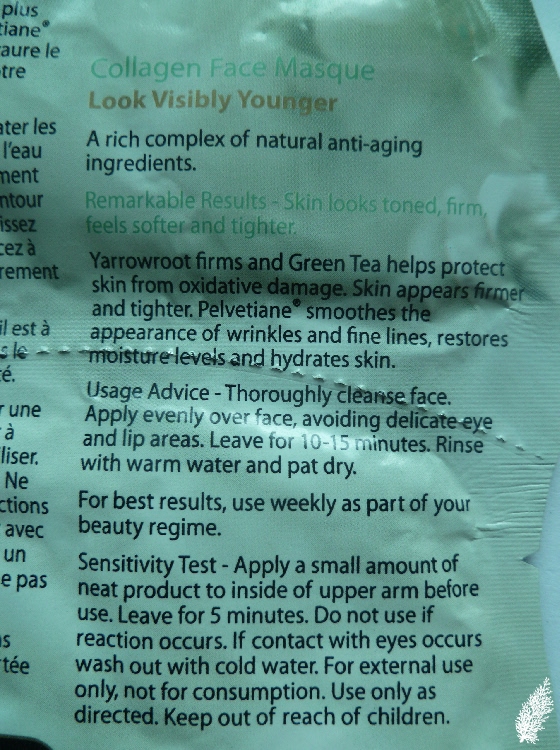 plus
tiane®
aure le
tre
ater les
l'eau
ment
ntour
issez
cez à
rement
il est à
s le
té.
r une
à
liser.
Ne
ctions
avec
un
e pas
as
tée
Collagen Face Masque
Look Visibly Younger
A rich complex of natural anti-aging
ingredients.
Remarkable Results - Skin looks toned, firm,
feels softer and tighter.
Yarrowroot firms and Green Tea helps protect
skin from oxidative damage. Skin appears firmer
and tighter. Pelvetiane® smoothes the
appearance of wrinkles and fine lines, restores
moisture levels and hydrates skin.
Usage Advice - Thoroughly cleanse face.
Apply evenly over face, avoiding delicate eye
and lip areas. Leave for 10-15 minutes. Rinse
with warm water and pat dry.
For best results, use weekly as part of your
beauty regime.
Sensitivity Test - Apply a small amount of
neat product to inside of upper arm before
use. Leave for 5 minutes. Do not use if
reaction occurs. If contact with eyes occurs
wash out with cold water. For external use
only, not for consumption. Use only as
directed. Keep out of reach of children.